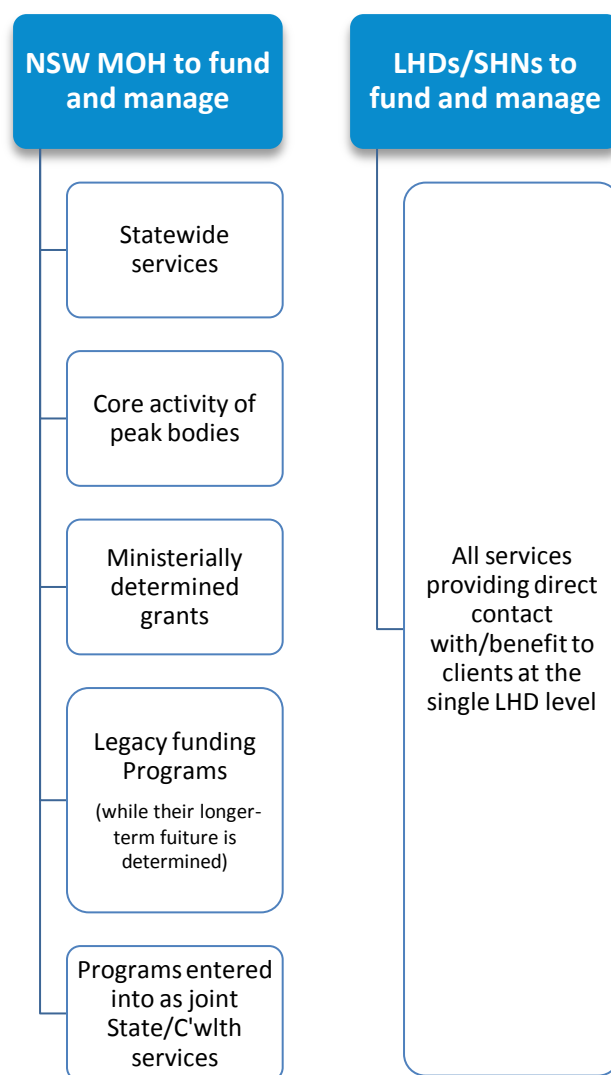 NSW MOH to fund
and manage
Statewide
services
Core activity of
peak bodies
Ministerially
determined
grants
Legacy funding
Programs
(while their longer-
term fuiture is
determined)
Programs entered
into as joint
State/C'wlth
services
LHDs/SHNs to
fund and manage
All services
providing direct
contact
with/benefit to
clients at the
single LHD level